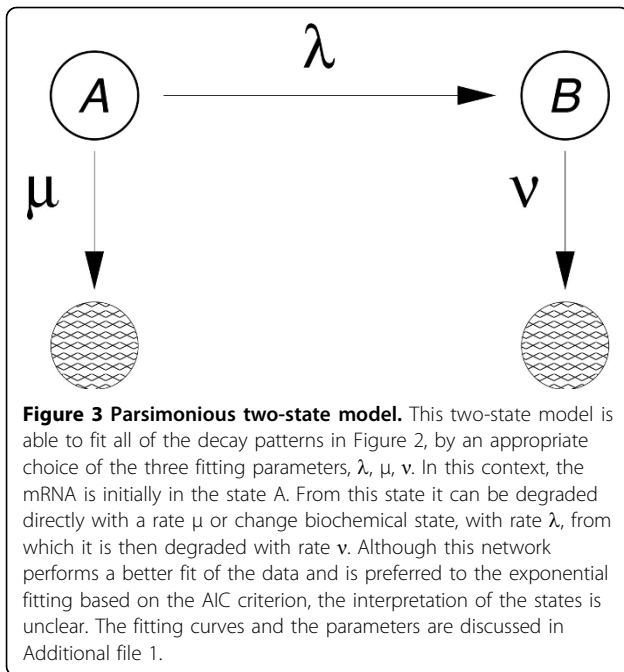 λ
A
B
μ
ν
Figure 3 Parsimonious two-state model. This two-state model is
able to fit all of the decay patterns in Figure 2, by an appropriate
choice of the three fitting parameters, λ, μ, ν. In this context, the
mRNA is initially in the state A. From this state it can be degraded
directly with a rate μ or change biochemical state, with rate λ, from
which it is then degraded with rate ν. Although this network
performs a better fit of the data and is preferred to the exponential
fitting based on the AIC criterion, the interpretation of the states is
unclear. The fitting curves and the parameters are discussed in
Additional file 1.